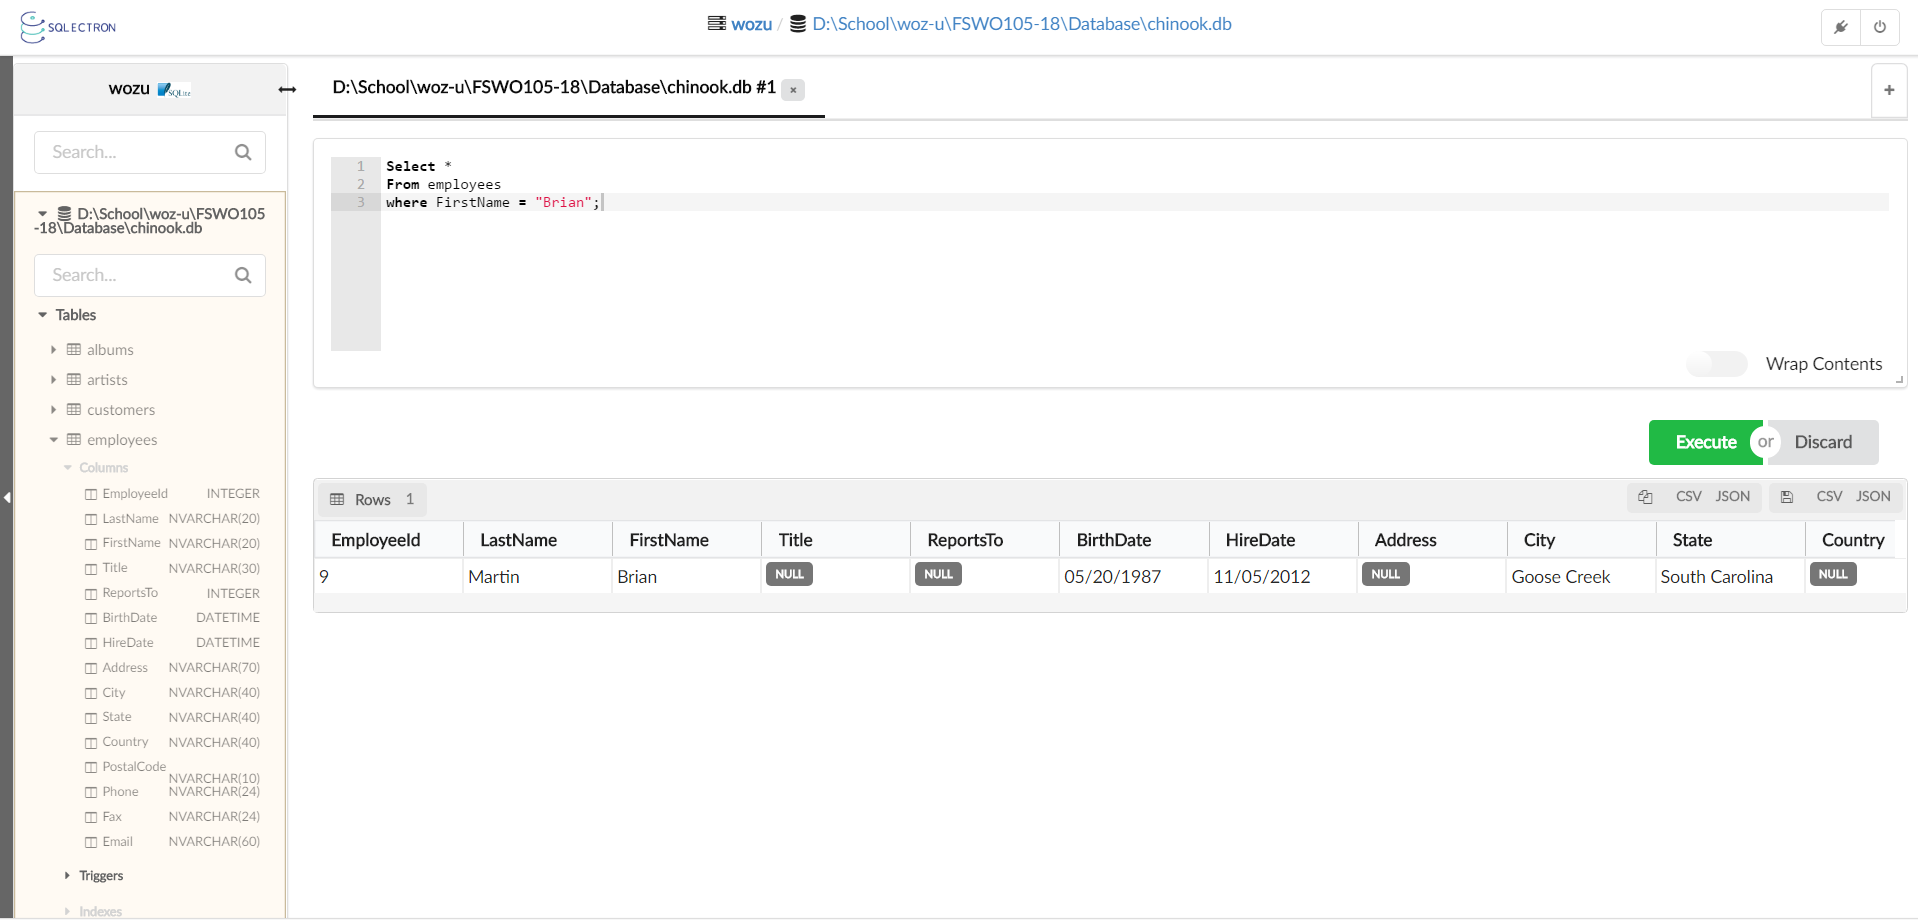 SQLECTRON
wozu / D:\School\woz-u\FSWO105-18\Database\chinook.db
wozu SQLite
D:\School\woz-u\FSWO105-18\Database\chinook.db #1 ×
+
Search...
D:\School\woz-u\FSWO105
-18\Database\chinook.db
Search...
Tables
albums
artists
customers
employees
Columns
EmployeeId INTEGER
LastName NVARCHAR(20)
FirstName NVARCHAR(20)
Title NVARCHAR(30)
ReportsTo INTEGER
BirthDate DATETIME
HireDate DATETIME
Address NVARCHAR(70)
City NVARCHAR(40)
State NVARCHAR(40)
Country NVARCHAR(40)
PostalCode
NVARCHAR(10)
Phone NVARCHAR(24)
Fax NVARCHAR(24)
Email NVARCHAR(60)
Triggers
Indexes
1 Select *
2 From employees
3 where FirstName = "Brian";
Wrap Contents
Execute or Discard
Rows 1 CSV JSON CSV JSON
EmployeeId LastName FirstName Title ReportsTo BirthDate HireDate Address City State Country
9 Martin Brian NULL NULL 05/20/1987 11/05/2012 NULL Goose Creek South Carolina NULL